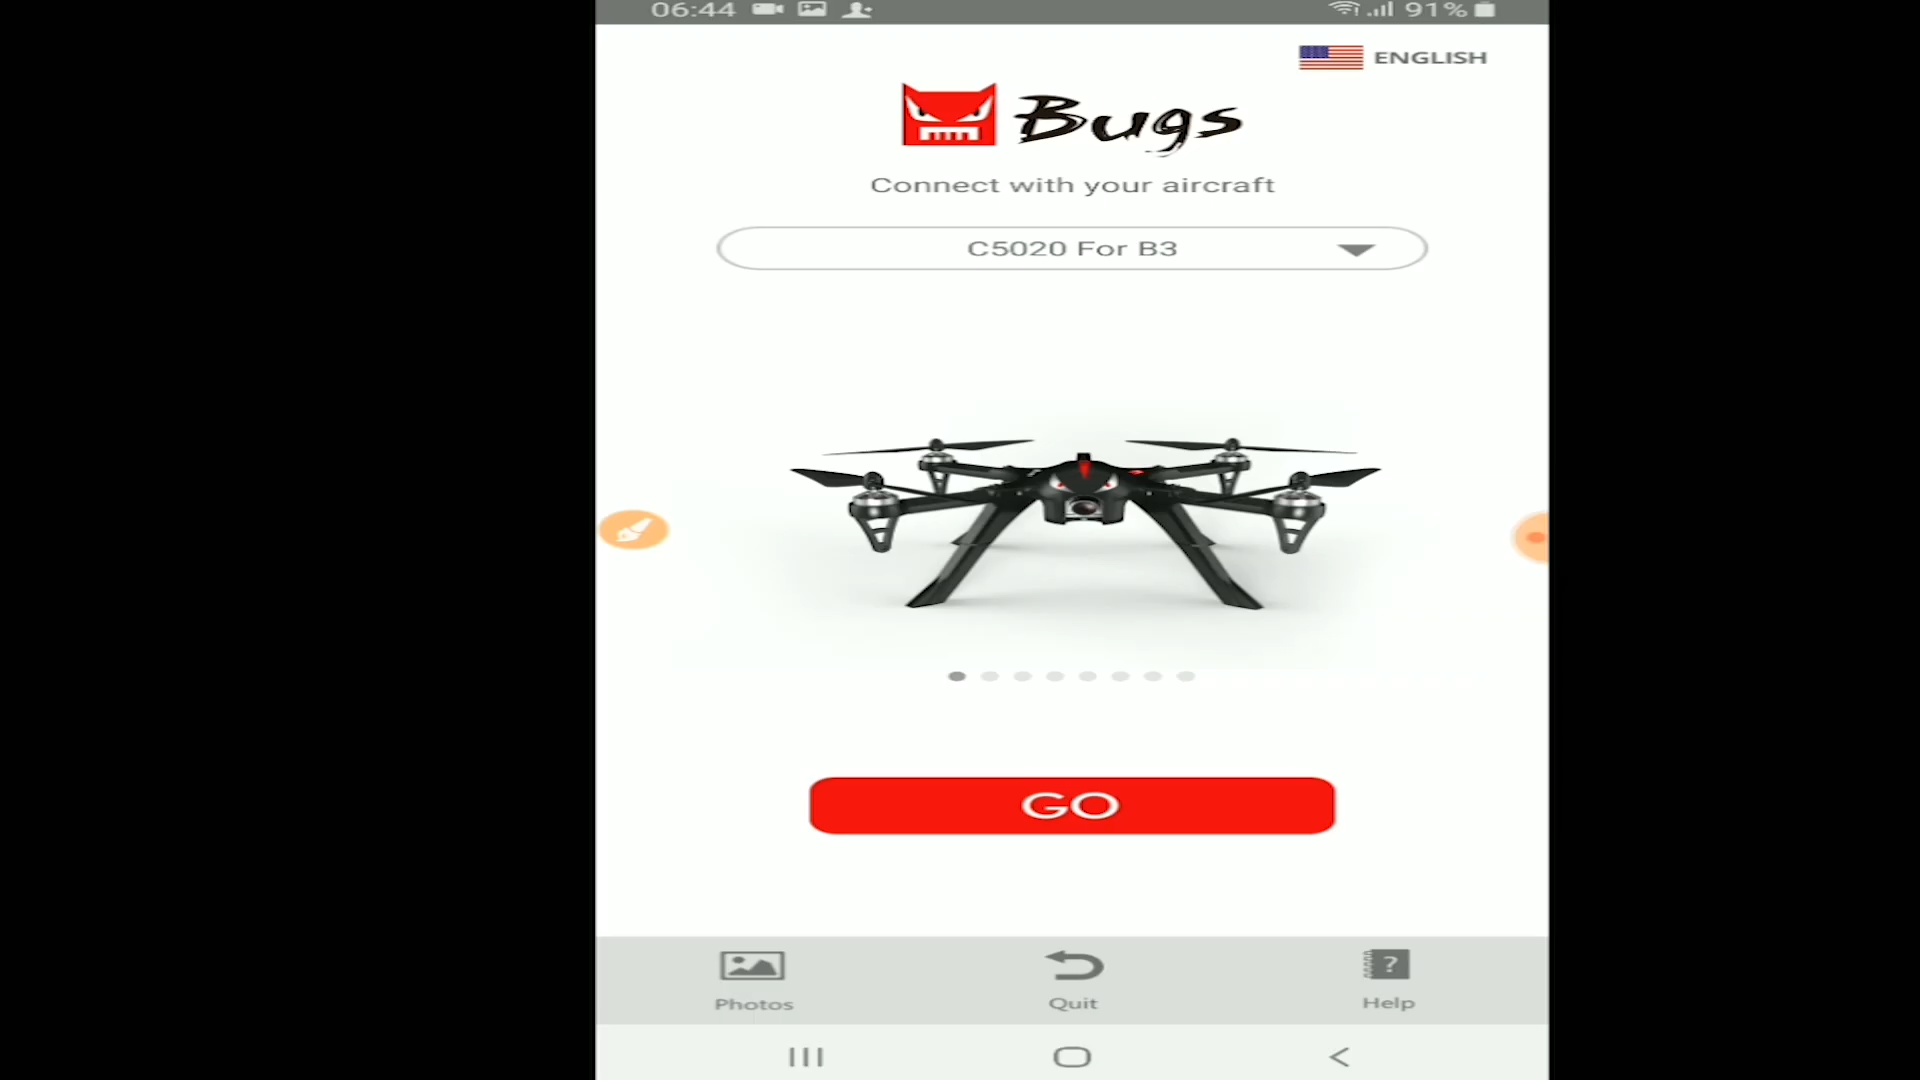 06:44
91%
ENGLISH
Bugs
Connect with your aircraft
C5020 For B3
GO
Photos
Quit
Help